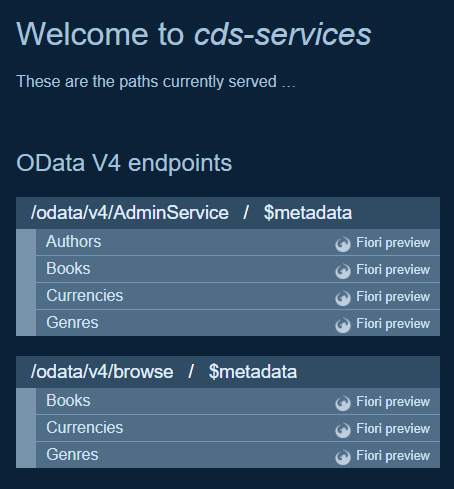 Welcome to cds-services
These are the paths currently served …
OData V4 endpoints
/odata/v4/AdminService / $metadata
Authors Fiori preview
Books Fiori preview
Currencies Fiori preview
Genres Fiori preview
/odata/v4/browse / $metadata
Books Fiori preview
Currencies Fiori preview
Genres Fiori preview